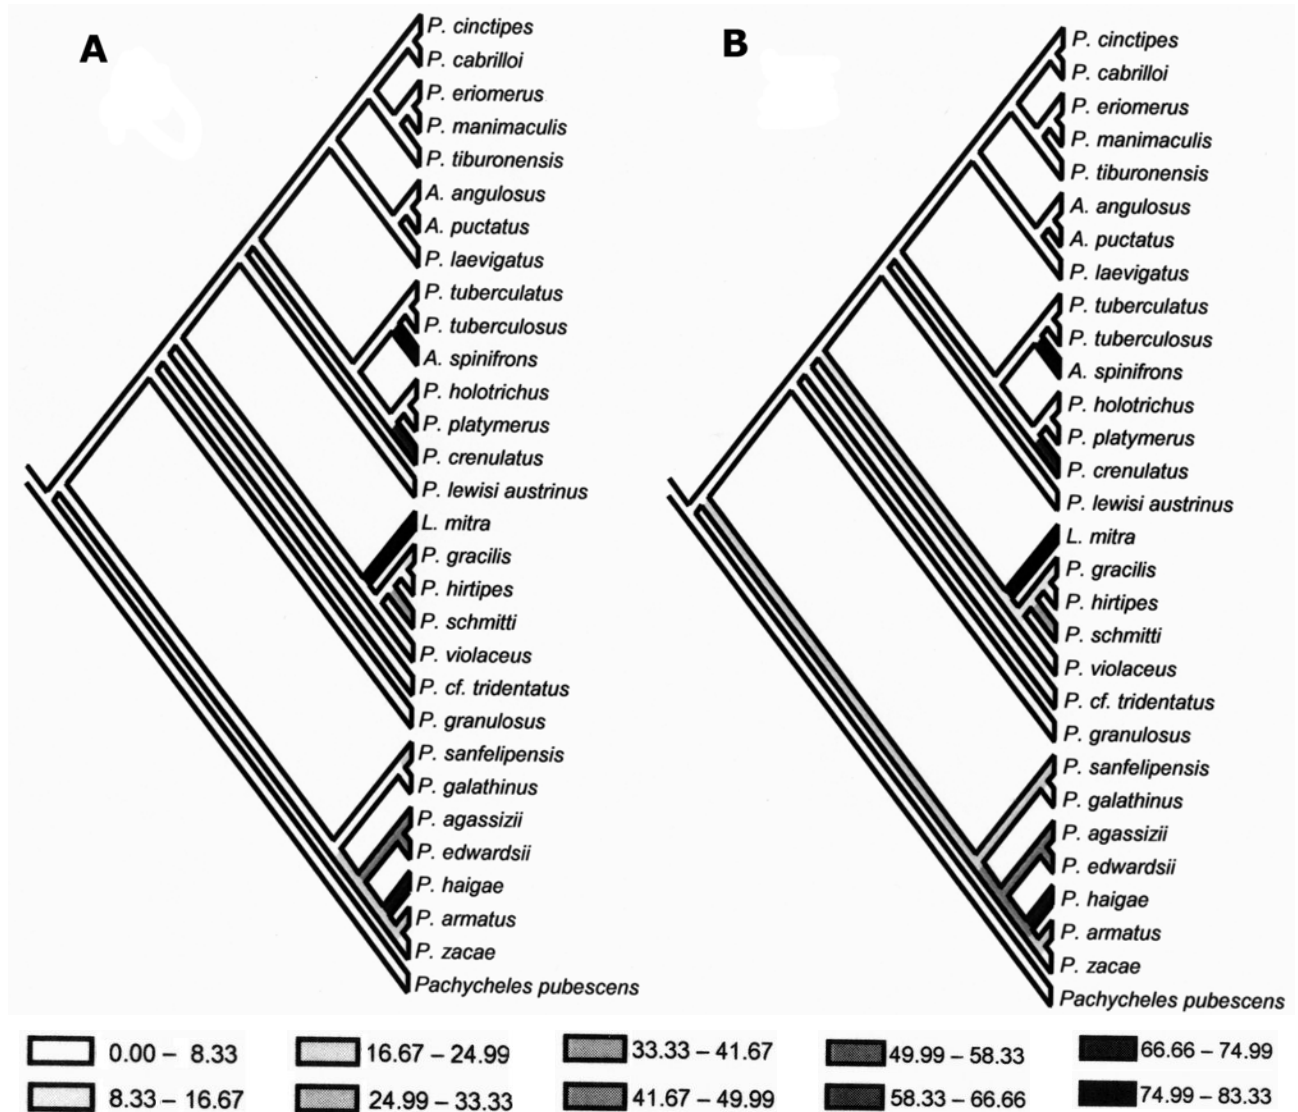 A
P. cinctipes
P. cabrilloi
P. eriomerus
P. manimaculis
P. tiburonensis
A. angulosus
A. puctatus
P. laevigatus
P. tuberculatus
P. tuberculosus
A. spinifrons
P. holotrichus
P. platymerus
P. crenulatus
P. lewisi austrinus
L. mitra
P. gracilis
P. hirtipes
P. schmitti
P. violaceus
P. cf. tridentatus
P. granulosus
P. sanfelipensis
P. galathinus
P. agassizii
P. edwardsii
P. haigae
P. armatus
P. zacae
Pachycheles pubescens
B
P. cinctipes
P. cabrilloi
P. eriomerus
P. manimaculis
P. tiburonensis
A. angulosus
A. puctatus
P. laevigatus
P. tuberculatus
P. tuberculosus
A. spinifrons
P. holotrichus
P. platymerus
P. crenulatus
P. lewisi austrinus
L. mitra
P. gracilis
P. hirtipes
P. schmitti
P. violaceus
P. cf. tridentatus
P. granulosus
P. sanfelipensis
P. galathinus
P. agassizii
P. edwardsii
P. haigae
P. armatus
P. zacae
Pachycheles pubescens
0.00 – 8.33
16.67 – 24.99
33.33 – 41.67
49.99 – 58.33
66.66 – 74.99
8.33 – 16.67
24.99 – 33.33
41.67 – 49.99
58.33 – 66.66
74.99 – 83.33